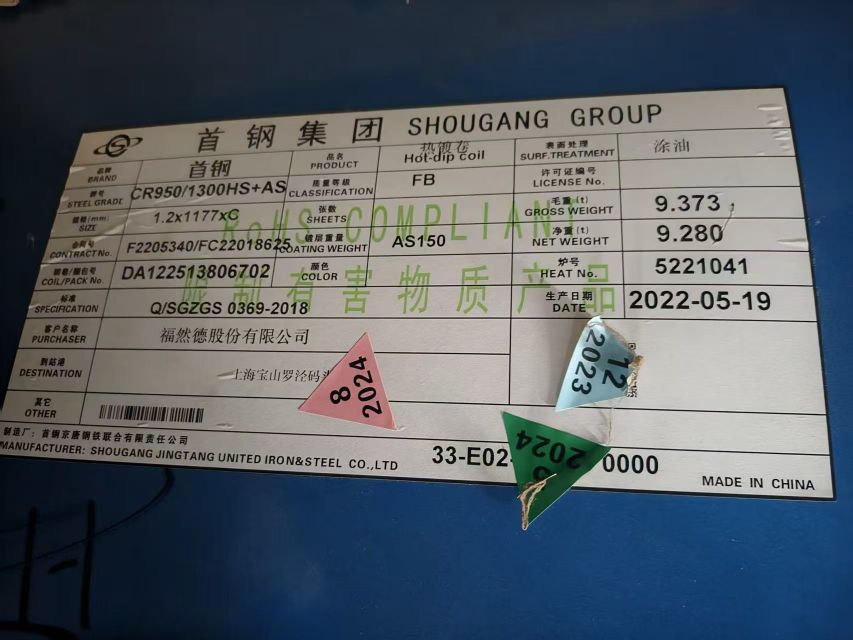 首钢集团 SHOUGANG GROUP
品牌 BRAND 首钢 品名 PRODUCT 热镀卷 Hot-dip coil 表面处理 SURF.TREATMENT 涂油
牌号 STEEL GRADE CR950/1300HS+AS 质量等级 CLASSIFICATION FB 许可证编号 LICENSE No.
规格(mm) SIZE 1.2x1177xC 张数 SHEETS 毛重(t) GROSS WEIGHT 9.373
合同号 CONTRACT No. F2205340/FC22018625 镀层重量 COATING WEIGHT AS150 净重(t) NET WEIGHT 9.280
钢卷/捆包号 COIL/PACK No. DA122513806702 颜色 COLOR 炉号 HEAT No. 5221041
标准 SPECIFICATION Q/SGZGS 0369-2018 生产日期 DATE 2022-05-19
RoHS COMPLIANT
限制有害物质产品
客户名称 PURCHASER 福然德股份有限公司
到站港 DESTINATION 上海宝山罗泾码
其它 OTHER
8 2024
12 2023
2024
制造厂: 首钢京唐钢铁联合有限责任公司
MANUFACTURER: SHOUGANG JINGTANG UNITED IRON&STEEL CO.,LTD
33-E02- 0000
MADE IN CHINA